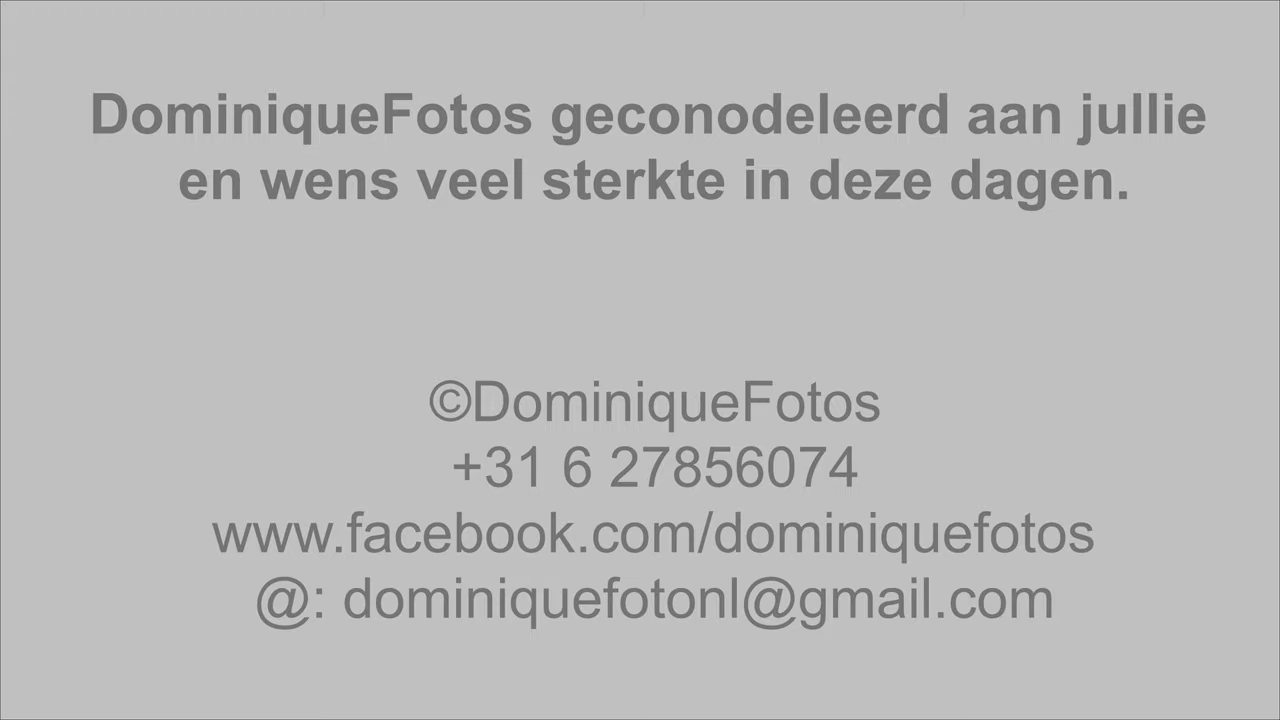 DominiqueFotos geconodeleerd aan jullie
en wens veel sterkte in deze dagen.
©DominiqueFotos
+31 6 27856074
www.facebook.com/dominiquefotos
@: dominiquefotonl@gmail.com